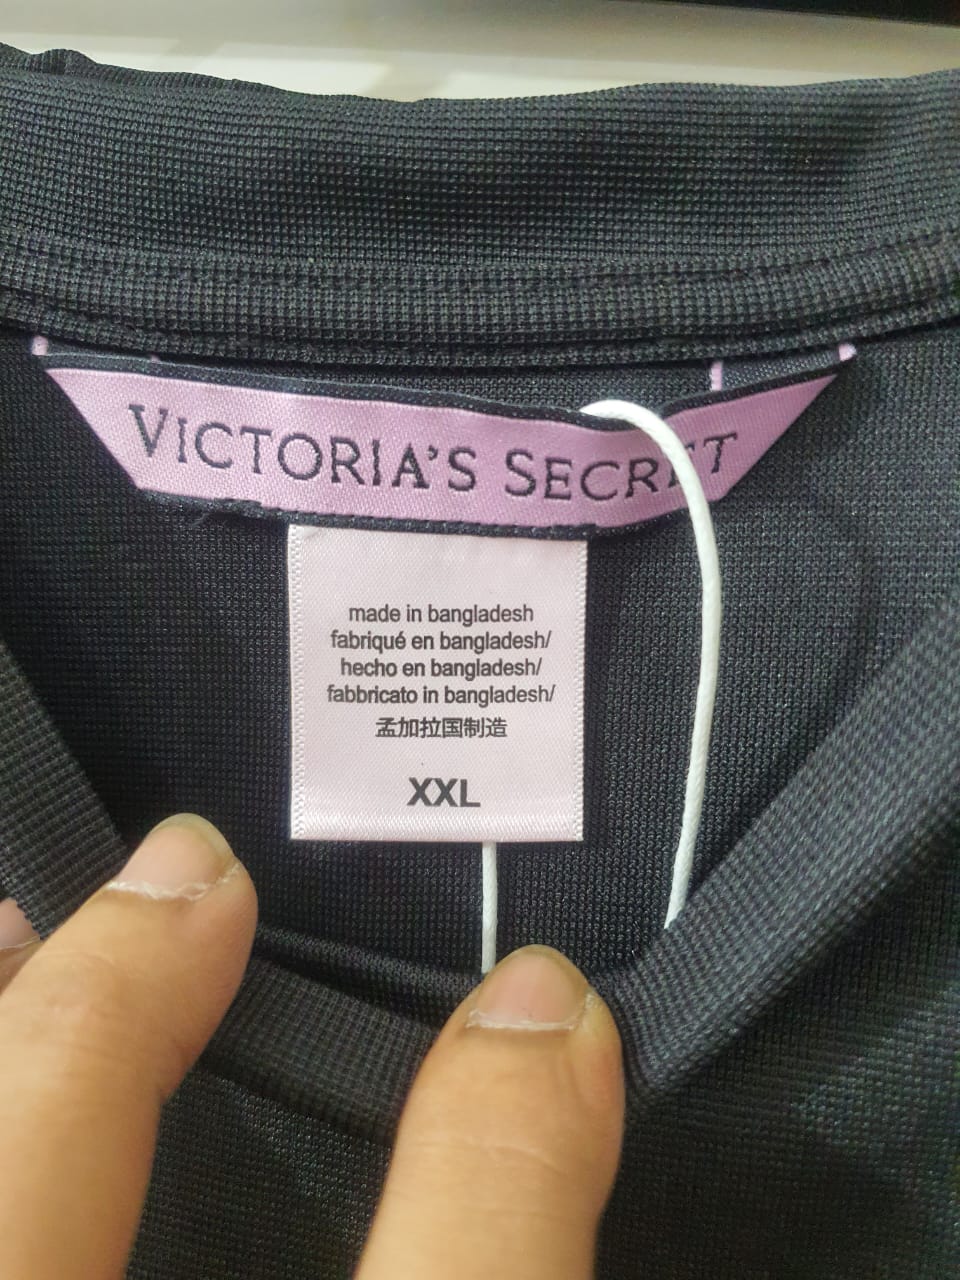 VICTORIA'S SECRET
made in bangladesh
fabriqué en bangladesh/
hecho en bangladesh/
fabbricato in bangladesh/
孟加拉国制造
XXL